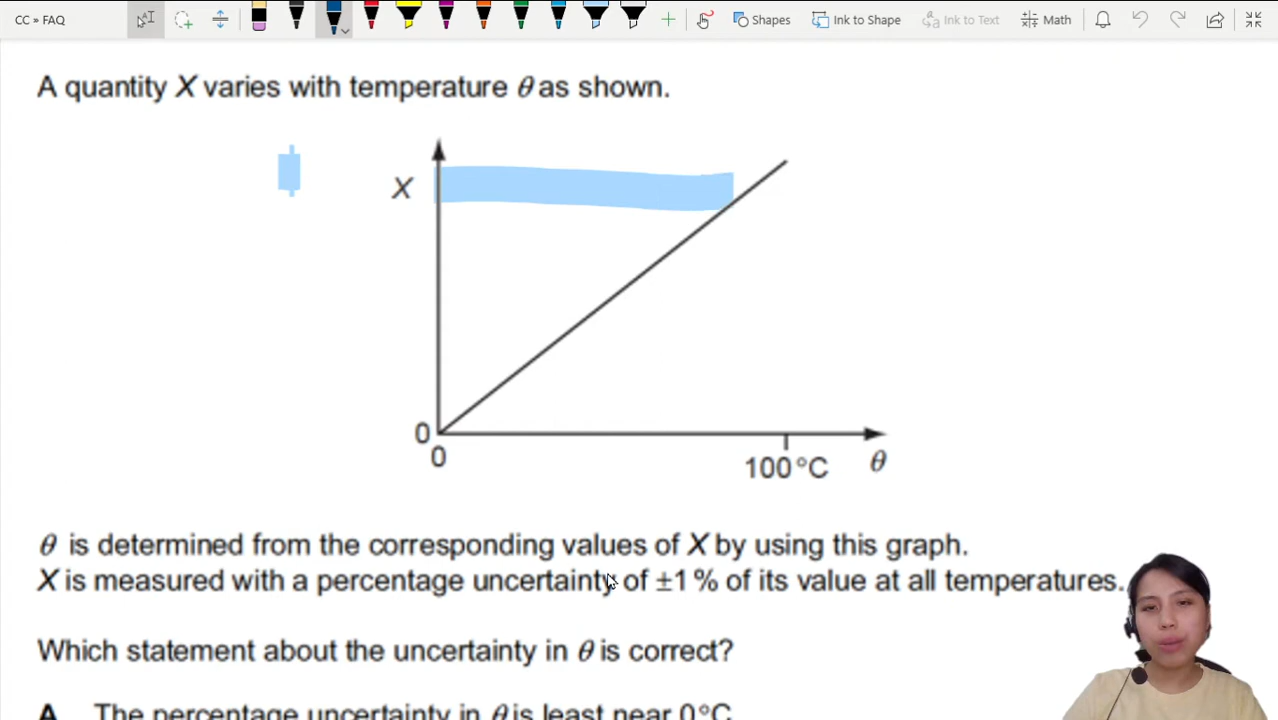 CC » FAQ
Shapes
Ink to Shape
Ink to Text
Math
A quantity X varies with temperature θ as shown.
X
0
0
100 °C
θ
θ is determined from the corresponding values of X by using this graph.
X is measured with a percentage uncertainty of ±1 % of its value at all temperatures.
Which statement about the uncertainty in θ is correct?
A The percentage uncertainty in θ is least near 0 °C.